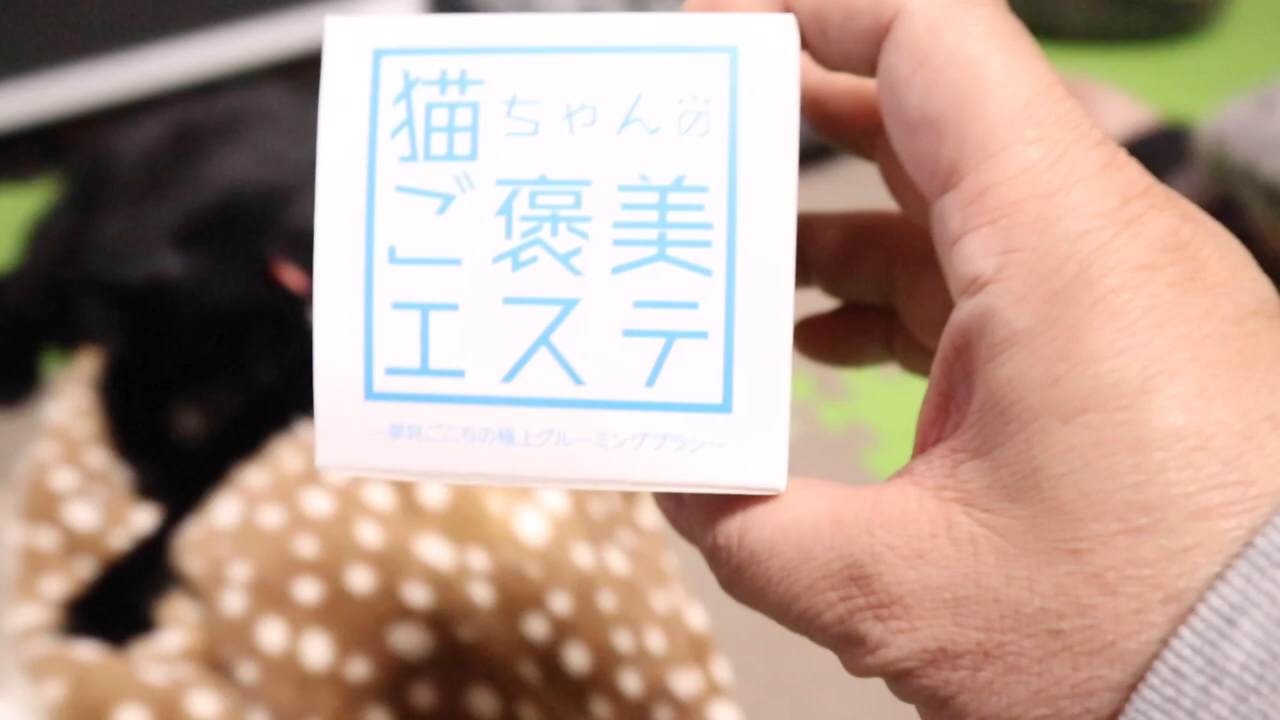 猫ちゃんの
ご褒美
エステ
～夢見ごこちの極上グルーミングブラシ～